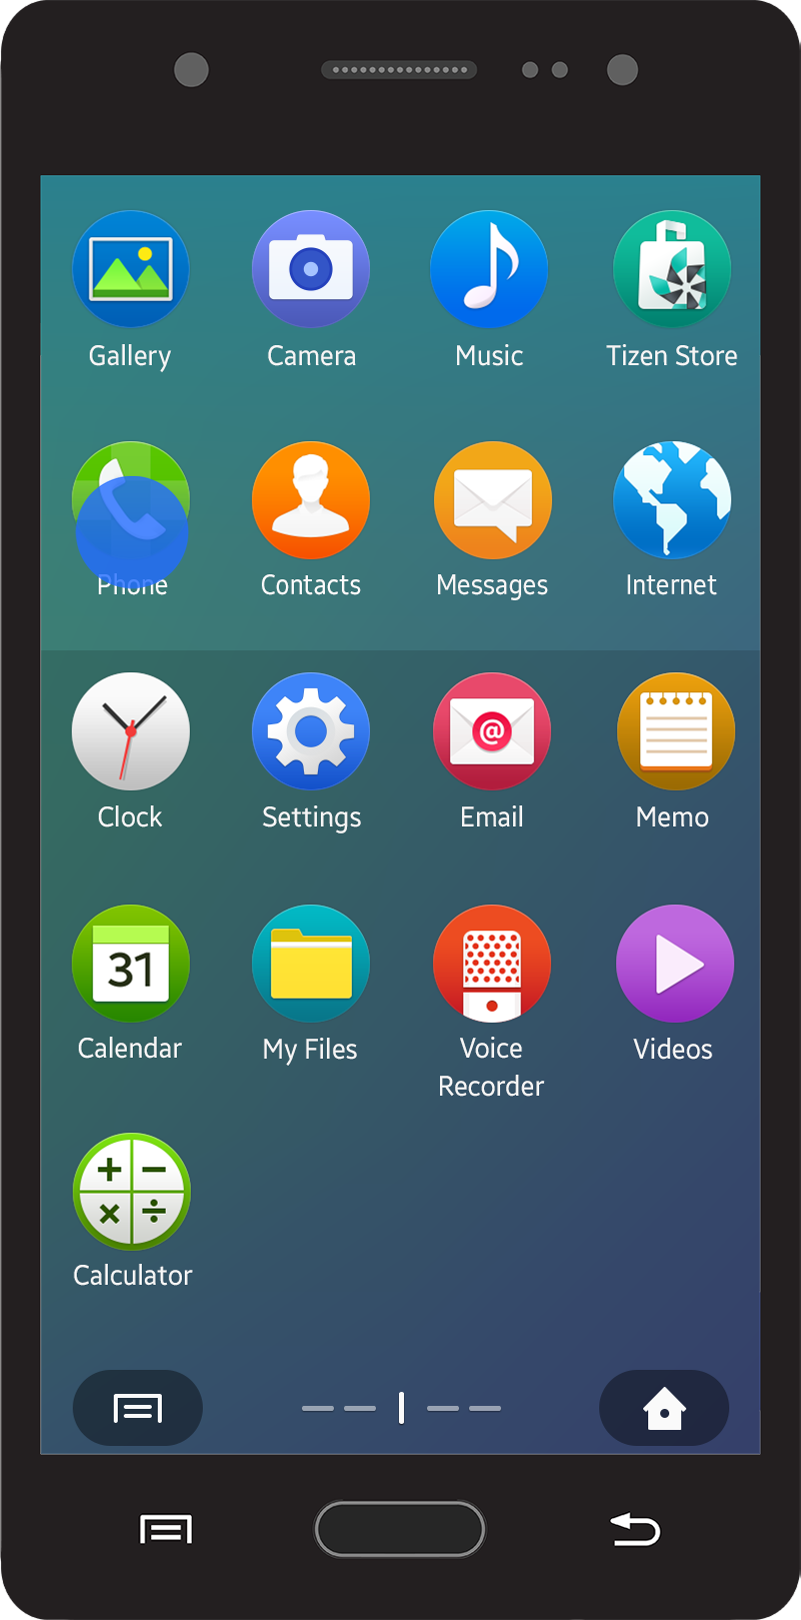 Gallery
Camera
Music
Tizen Store
Phone
Contacts
Messages
Internet
@
Clock
Settings
Email
Memo
31
Calendar
My Files
Voice
Recorder
Videos
+ −
× ÷
Calculator